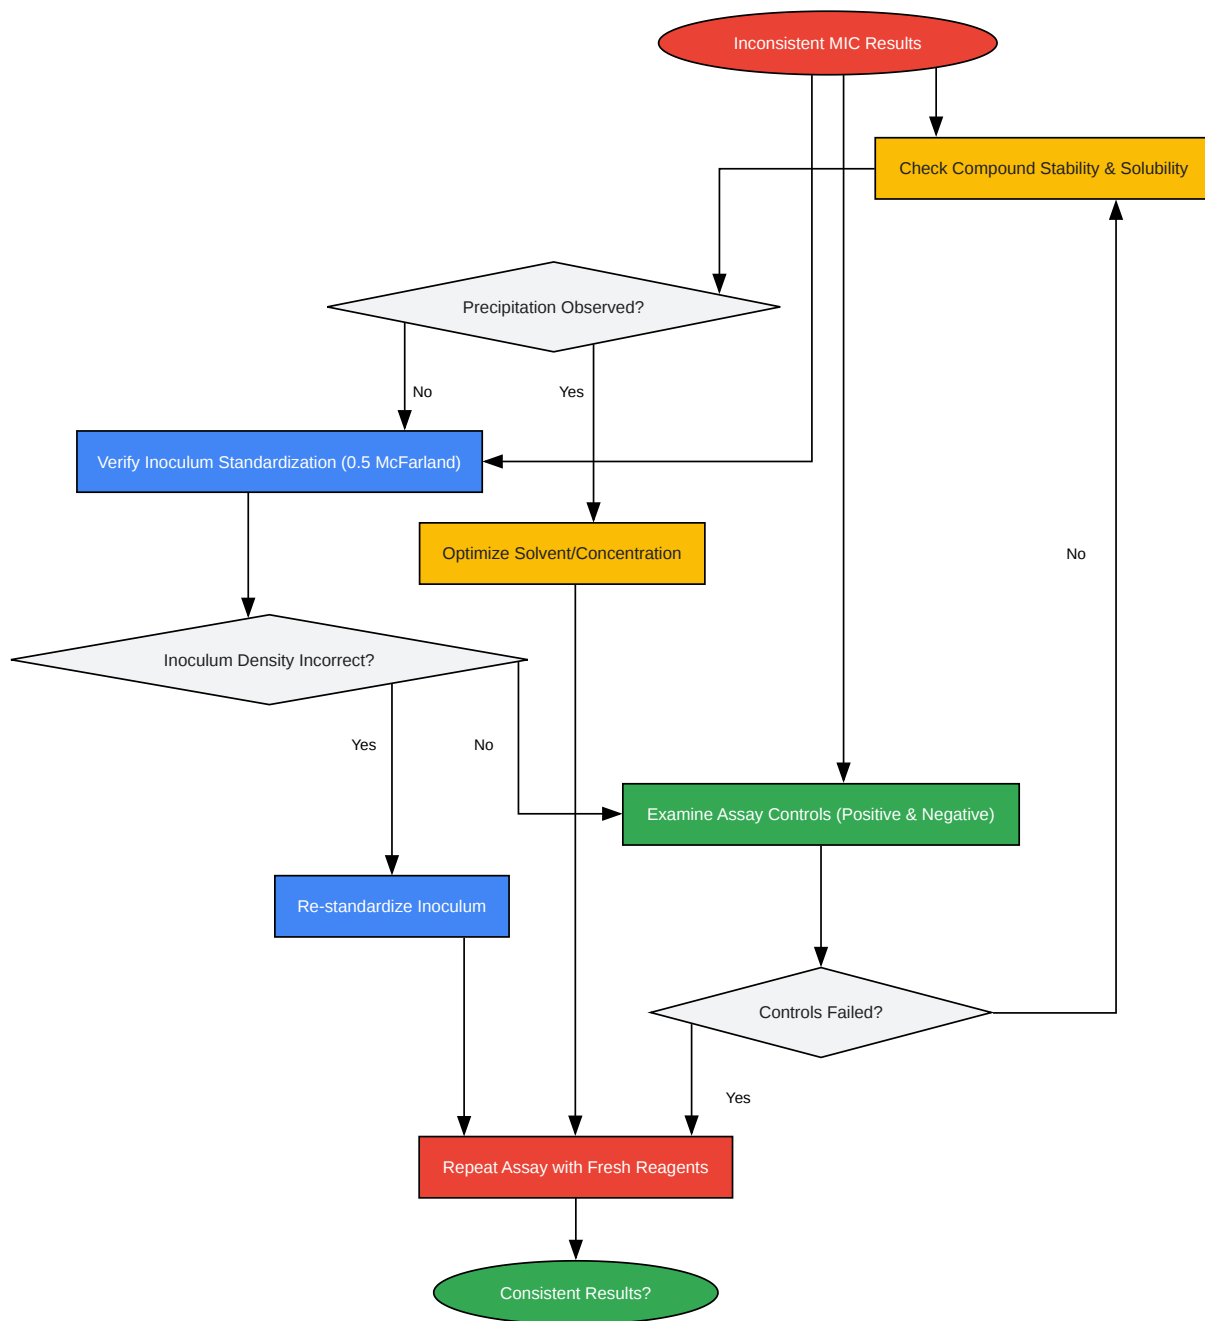 Inconsistent MIC Results
Check Compound Stability & Solubility
Precipitation Observed?
No
Yes
Verify Inoculum Standardization (0.5 McFarland)
Optimize Solvent/Concentration
No
Inoculum Density Incorrect?
Yes
No
Examine Assay Controls (Positive & Negative)
Re-standardize Inoculum
Controls Failed?
Yes
Repeat Assay with Fresh Reagents
Consistent Results?